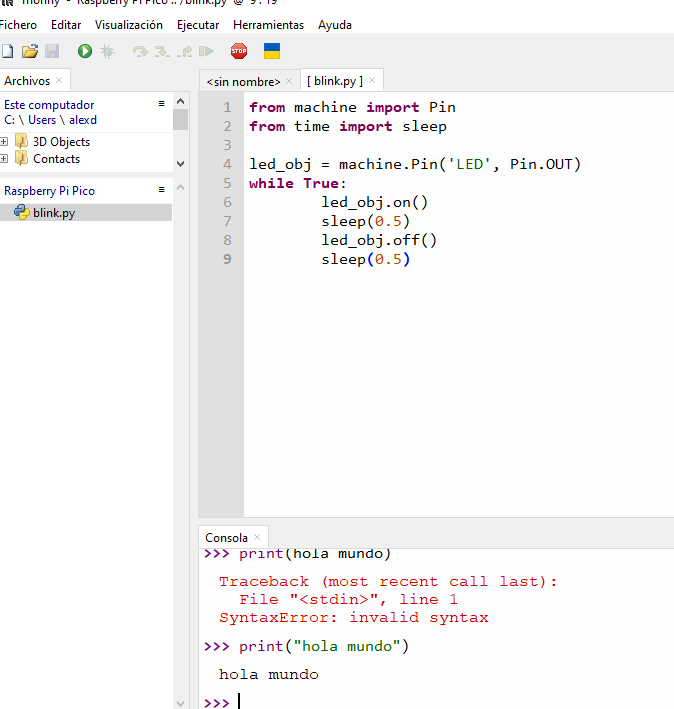 Thonny - Raspberry Pi Pico :: /blink.py @ 9 : 19
Fichero Editar Visualización Ejecutar Herramientas Ayuda
STOP
Archivos ×
Este computador ≡
C: \ Users \ alexd
3D Objects
Contacts
Raspberry Pi Pico ≡
blink.py
<sin nombre> × [ blink.py ] ×
1 from machine import Pin
2 from time import sleep
3
4 led_obj = machine.Pin('LED', Pin.OUT)
5 while True:
6 led_obj.on()
7 sleep(0.5)
8 led_obj.off()
9 sleep(0.5)
Consola ×
>>> print(hola mundo)
Traceback (most recent call last):
File "<stdin>", line 1
SyntaxError: invalid syntax
>>> print("hola mundo")
hola mundo
>>>